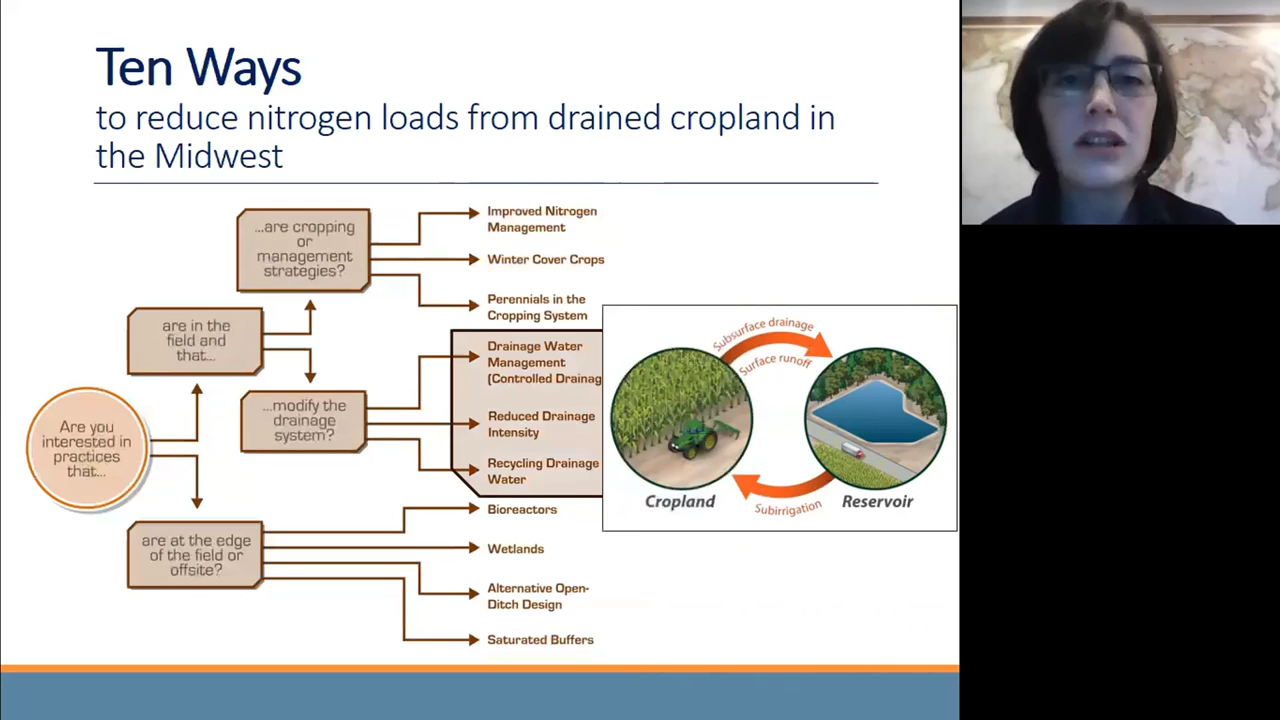 Ten Ways
to reduce nitrogen loads from drained cropland in
the Midwest
Are you
interested in
practices
that...
are in the
field and
that...
...are cropping
or
management
strategies?
Improved Nitrogen
Management
Winter Cover Crops
Perennials in the
Cropping System
...modify the
drainage
system?
Drainage Water
Management
(Controlled Drainag
Reduced Drainage
Intensity
Recycling Drainage
Water
are at the edge
of the field or
offsite?
Bioreactors
Wetlands
Alternative Open-
Ditch Design
Saturated Buffers
Subsurface drainage
Surface runoff
Cropland
Reservoir
Subirrigation